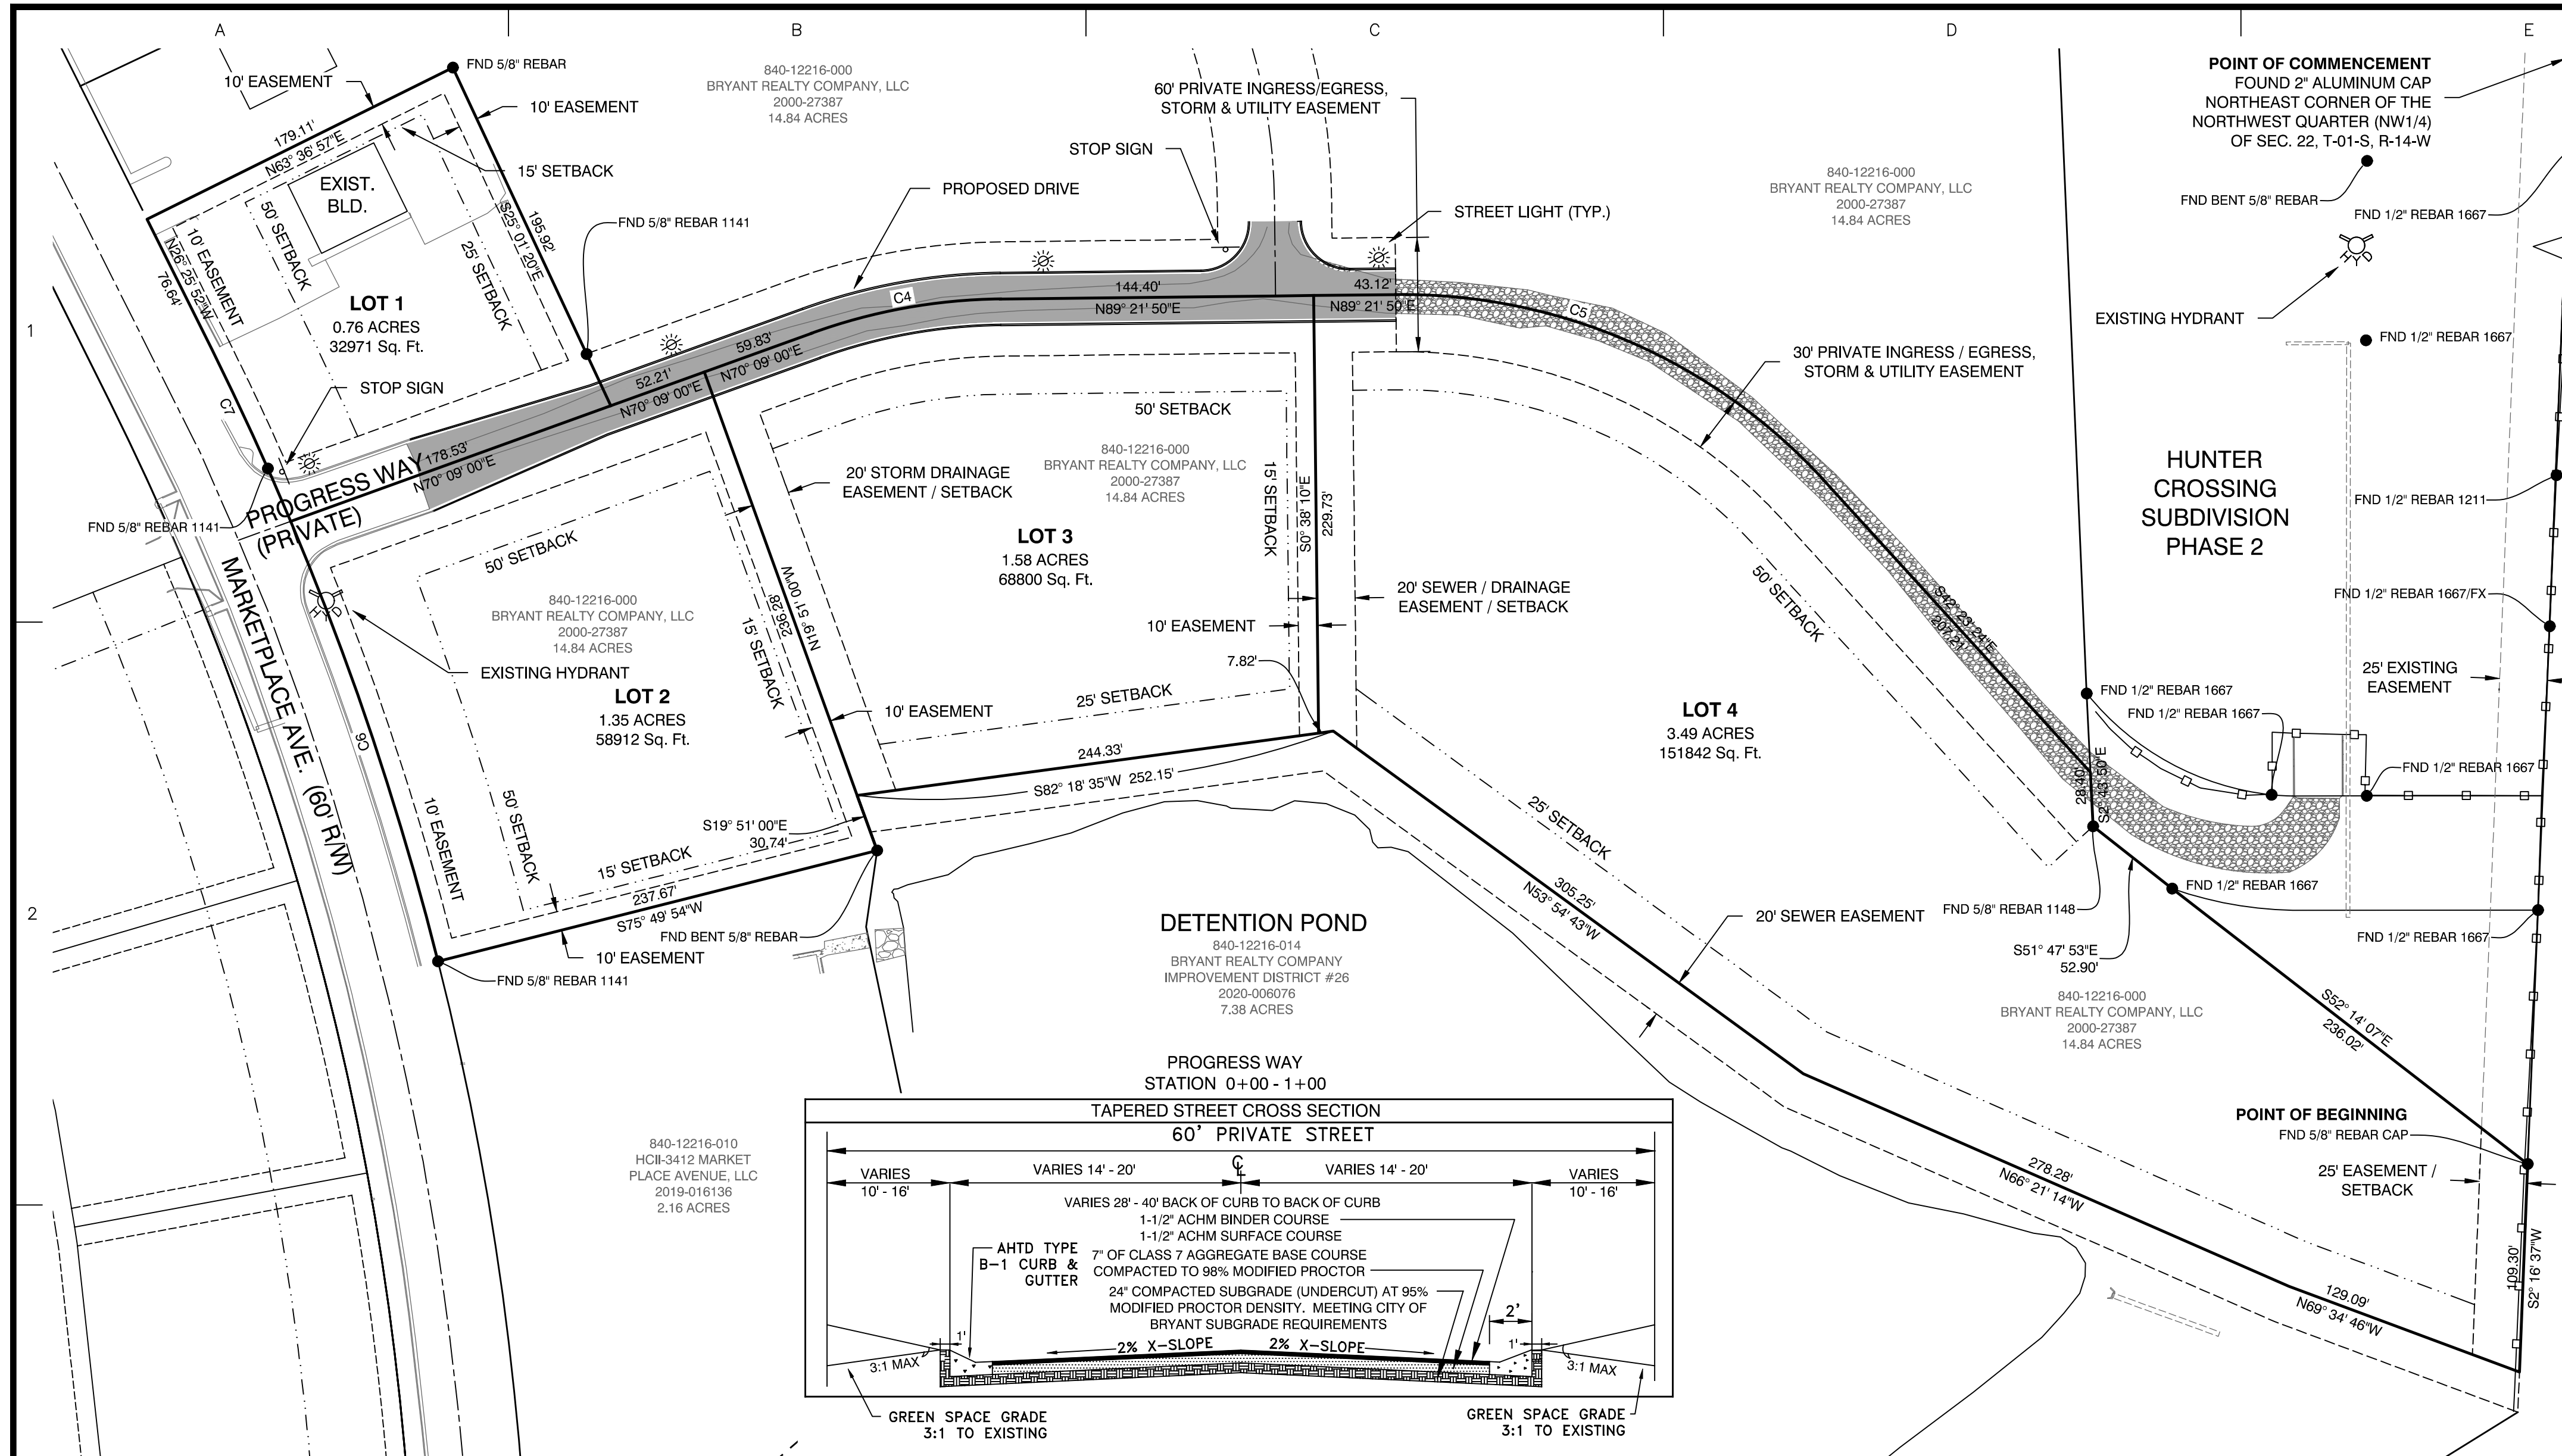 A
B
C
D
E
1
2
10' EASEMENT
FND 5/8" REBAR
10' EASEMENT
179.11'
N63° 36' 57"E
15' SETBACK
EXIST.
BLD.
50' SETBACK
10' EASEMENT
N26° 25' 52"W
76.64'
S25° 01' 20"E
195.92'
25' SETBACK
LOT 1
0.76 ACRES
32971 Sq. Ft.
STOP SIGN
C7
FND 5/8" REBAR 1141
840-12216-000
BRYANT REALTY COMPANY, LLC
2000-27387
14.84 ACRES
PROPOSED DRIVE
STOP SIGN
60' PRIVATE INGRESS/EGRESS,
STORM & UTILITY EASEMENT
STREET LIGHT (TYP.)
840-12216-000
BRYANT REALTY COMPANY, LLC
2000-27387
14.84 ACRES
POINT OF COMMENCEMENT
FOUND 2" ALUMINUM CAP
NORTHEAST CORNER OF THE
NORTHWEST QUARTER (NW1/4)
OF SEC. 22, T-01-S, R-14-W
FND BENT 5/8" REBAR
FND 1/2" REBAR 1667
HYD
EXISTING HYDRANT
FND 1/2" REBAR 1667
C4
144.40'
N89° 21' 50"E
43.12'
N89° 21' 50"E
C5
59.83'
N70° 09' 00"E
52.21'
N70° 09' 00"E
178.53'
N70° 09' 00"E
PROGRESS WAY
(PRIVATE)
FND 5/8" REBAR 1141
30' PRIVATE INGRESS / EGRESS,
STORM & UTILITY EASEMENT
50' SETBACK
840-12216-000
BRYANT REALTY COMPANY, LLC
2000-27387
14.84 ACRES
20' STORM DRAINAGE
EASEMENT / SETBACK
LOT 3
1.58 ACRES
68800 Sq. Ft.
15' SETBACK
S0° 38' 10"E
229.73'
20' SEWER / DRAINAGE
EASEMENT / SETBACK
10' EASEMENT
7.82'
HUNTER
CROSSING
SUBDIVISION
PHASE 2
FND 1/2" REBAR 1211
FND 1/2" REBAR 1667/FX
25' EXISTING
EASEMENT
50' SETBACK
S42° 23' 24"E
207.21'
50' SETBACK
840-12216-000
BRYANT REALTY COMPANY, LLC
2000-27387
14.84 ACRES
HYD
EXISTING HYDRANT
LOT 2
1.35 ACRES
58912 Sq. Ft.
MARKETPLACE AVE. (60' R/W)
C6
10' EASEMENT
50' SETBACK
N19° 51' 00"W
236.28'
15' SETBACK
10' EASEMENT
25' SETBACK
244.33'
S82° 18' 35"W 252.15'
S19° 51' 00"E
30.74'
15' SETBACK
237.67'
S75° 49' 54"W
10' EASEMENT
FND BENT 5/8" REBAR
FND 5/8" REBAR 1141
LOT 4
3.49 ACRES
151842 Sq. Ft.
FND 1/2" REBAR 1667
FND 1/2" REBAR 1667
FND 1/2" REBAR 1667
28.40'
S2° 43' 50"E
25' SETBACK
305.25'
N53° 54' 43"W
20' SEWER EASEMENT
FND 5/8" REBAR 1148
FND 1/2" REBAR 1667
FND 1/2" REBAR 1667
S51° 47' 53"E
52.90'
DETENTION POND
840-12216-014
BRYANT REALTY COMPANY
IMPROVEMENT DISTRICT #26
2020-006076
7.38 ACRES
840-12216-000
BRYANT REALTY COMPANY, LLC
2000-27387
14.84 ACRES
S52° 14' 07"E
236.02'
POINT OF BEGINNING
FND 5/8" REBAR CAP
25' EASEMENT /
SETBACK
278.28'
N66° 21' 14"W
129.09'
N69° 34' 46"W
109.30'
S2° 16' 37"W
840-12216-010
HCII-3412 MARKET
PLACE AVENUE, LLC
2019-016136
2.16 ACRES
PROGRESS WAY
STATION 0+00 - 1+00
TAPERED STREET CROSS SECTION
60' PRIVATE STREET
VARIES
10' - 16'
VARIES 14' - 20'
CL
VARIES 14' - 20'
VARIES
10' - 16'
VARIES 28' - 40' BACK OF CURB TO BACK OF CURB
1-1/2" ACHM BINDER COURSE
1-1/2" ACHM SURFACE COURSE
7" OF CLASS 7 AGGREGATE BASE COURSE
COMPACTED TO 98% MODIFIED PROCTOR
24" COMPACTED SUBGRADE (UNDERCUT) AT 95%
MODIFIED PROCTOR DENSITY. MEETING CITY OF
BRYANT SUBGRADE REQUIREMENTS
AHTD TYPE
B-1 CURB &
GUTTER
2'
1'
2% X-SLOPE
2% X-SLOPE
1'
3:1 MAX
3:1 MAX
GREEN SPACE GRADE
3:1 TO EXISTING
GREEN SPACE GRADE
3:1 TO EXISTING